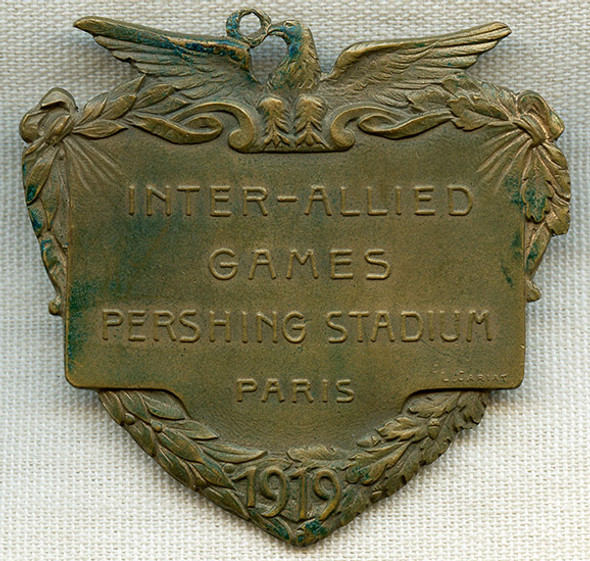 INTER-ALLIED
GAMES
PERSHING STADIUM
PARIS
1919